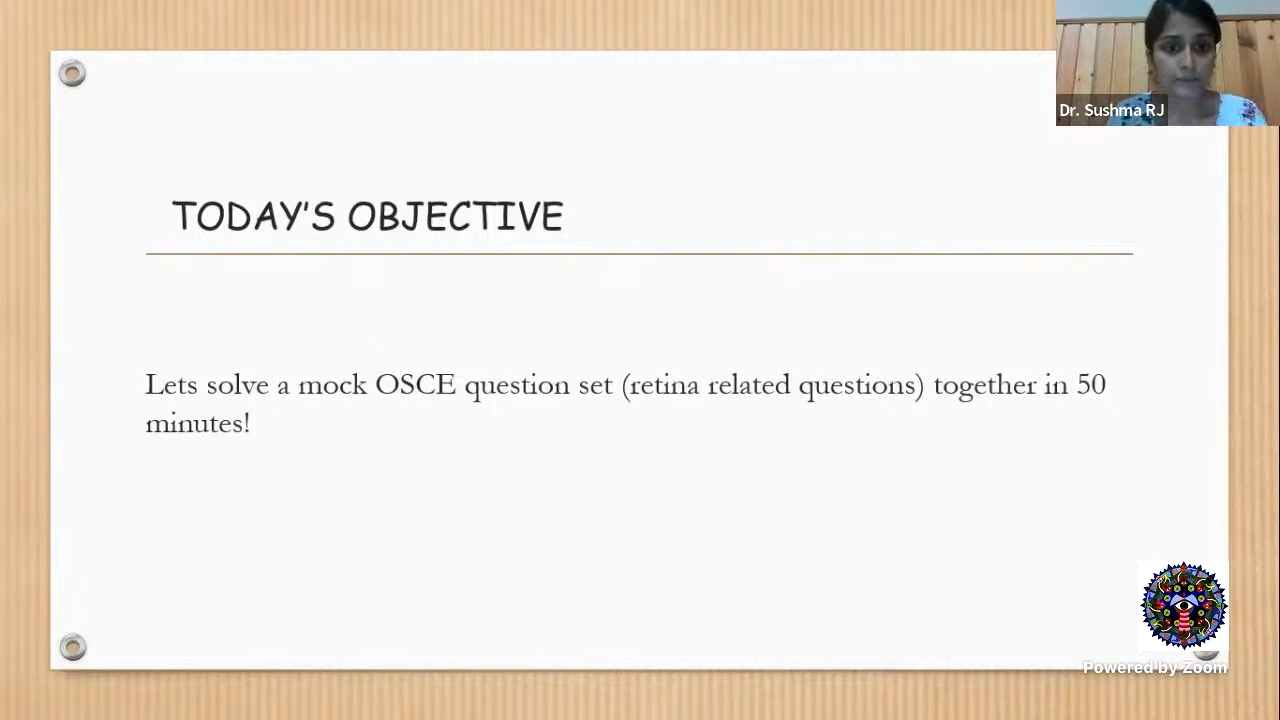 Dr. Sushma RJ
TODAY'S OBJECTIVE
Lets solve a mock OSCE question set (retina related questions) together in 50
minutes!
Powered by Zoom